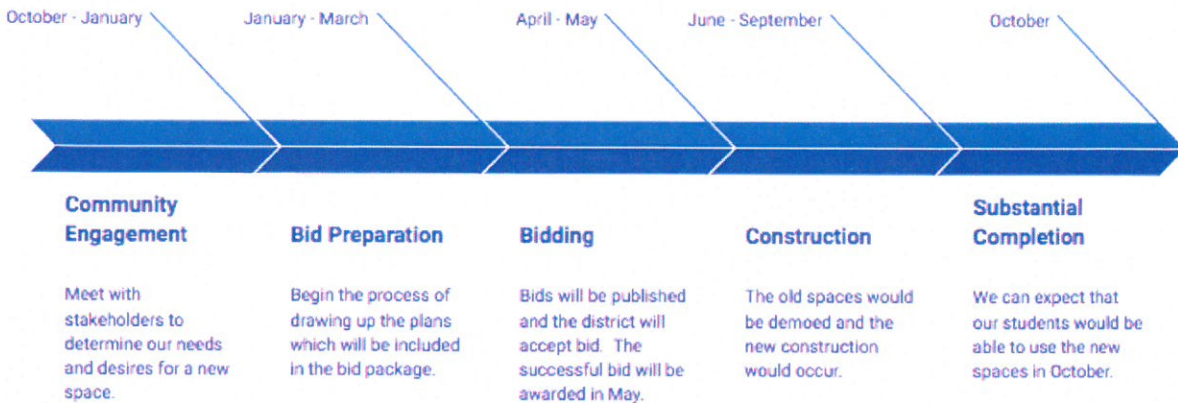 October - January
January - March
April - May
June - September
October
Community
Engagement
Meet with
stakeholders to
determine our needs
and desires for a new
space.
Bid Preparation
Begin the process of
drawing up the plans
which will be included
in the bid package.
Bidding
Bids will be published
and the district will
accept bid. The
successful bid will be
awarded in May.
Construction
The old spaces would
be demoed and the
new construction
would occur.
Substantial
Completion
We can expect that
our students would be
able to use the new
spaces in October.